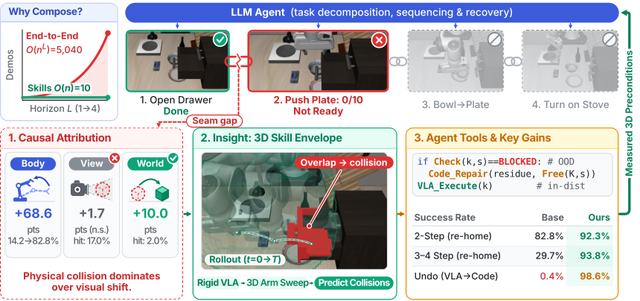 Why Compose?
Demos
End-to-End
O(n^L)=5,040
Skills O(n)=10
Horizon L (1→4)
LLM Agent (task decomposition, sequencing & recovery)
1. Open Drawer
Done
2. Push Plate: 0/10
Not Ready
3. Bowl→Plate
4. Turn on Stove
Seam gap
Measured 3D Preconditions
1. Causal Attribution
Body
+68.6
pts
14.2→82.8%
View
+1.7
pts (n.s.)
hit: 17.0%
World
+10.0
pts
hit: 2.0%
Physical collision dominates
over visual shift.
2. Insight: 3D Skill Envelope
Overlap → collision
Rollout (t=0→T)
Rigid VLA → 3D Arm Sweep → Predict Collisions
3. Agent Tools & Key Gains
if Check(k,s)==BLOCKED: # OOD
Code_Repair(residue, Free(K,s))
VLA_Execute(k) # in-dist
Success Rate Base Ours
2-Step (re-home) 82.8% 92.3%
3–4 Step (re-home) 29.7% 93.8%
Undo (VLA→Code) 0.4% 98.6%